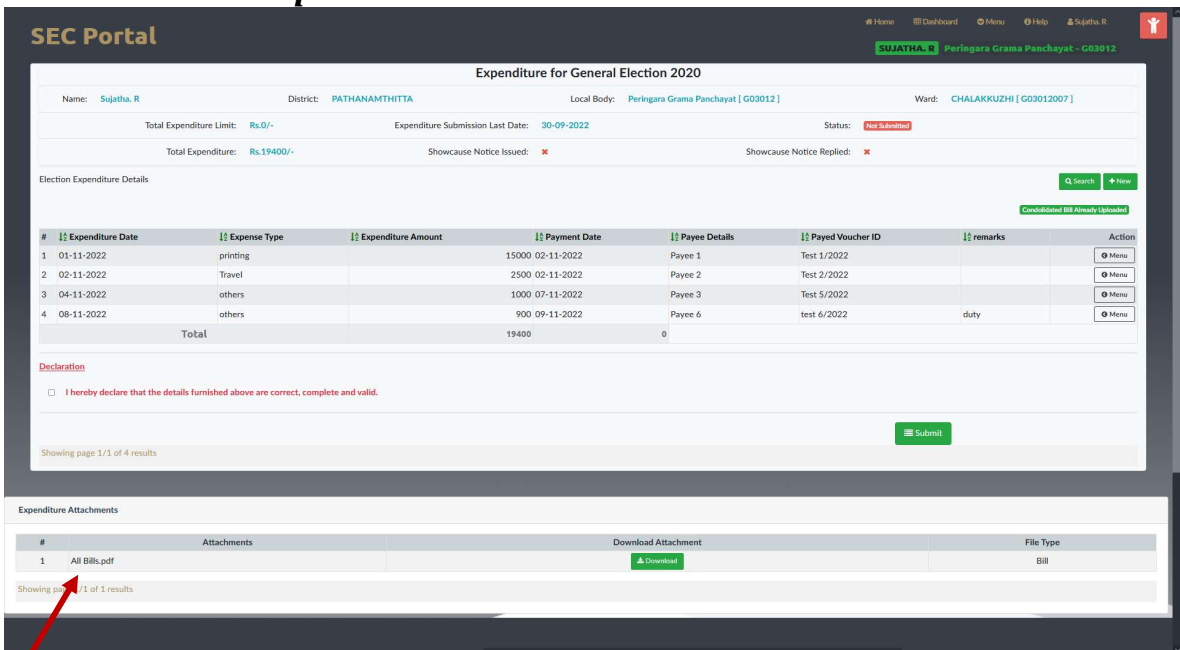 SEC Portal
Home Dashboard Menu Help Sujatha. R
SUJATHA. R Peringara Grama Panchayat - G03012
Expenditure for General Election 2020
Name: Sujatha. R District: PATHANAMTHITTA Local Body: Peringara Grama Panchayat [ G03012 ] Ward: CHALAKKUZHI [ G03012007 ]
Total Expenditure Limit: Rs.0/- Expenditure Submission Last Date: 30-09-2022 Status: Not Submitted
Total Expenditure: Rs.19400/- Showcause Notice Issued: ✖ Showcause Notice Replied: ✖
Election Expenditure Details
Search + New
Condolidated Bill Already Uploaded
# Expenditure Date Expense Type Expenditure Amount Payment Date Payee Details Payed Voucher ID remarks Action
1 01-11-2022 printing 15000 02-11-2022 Payee 1 Test 1/2022 Menu
2 02-11-2022 Travel 2500 02-11-2022 Payee 2 Test 2/2022 Menu
3 04-11-2022 others 1000 07-11-2022 Payee 3 Test 5/2022 Menu
4 08-11-2022 others 900 09-11-2022 Payee 6 test 6/2022 duty Menu
Total 19400 0
Declaration
I hereby declare that the details furnished above are correct, complete and valid.
Submit
Showing page 1/1 of 4 results
Expenditure Attachments
# Attachments Download Attachment File Type
1 All Bills.pdf Download Bill
Showing /1 of 1 results